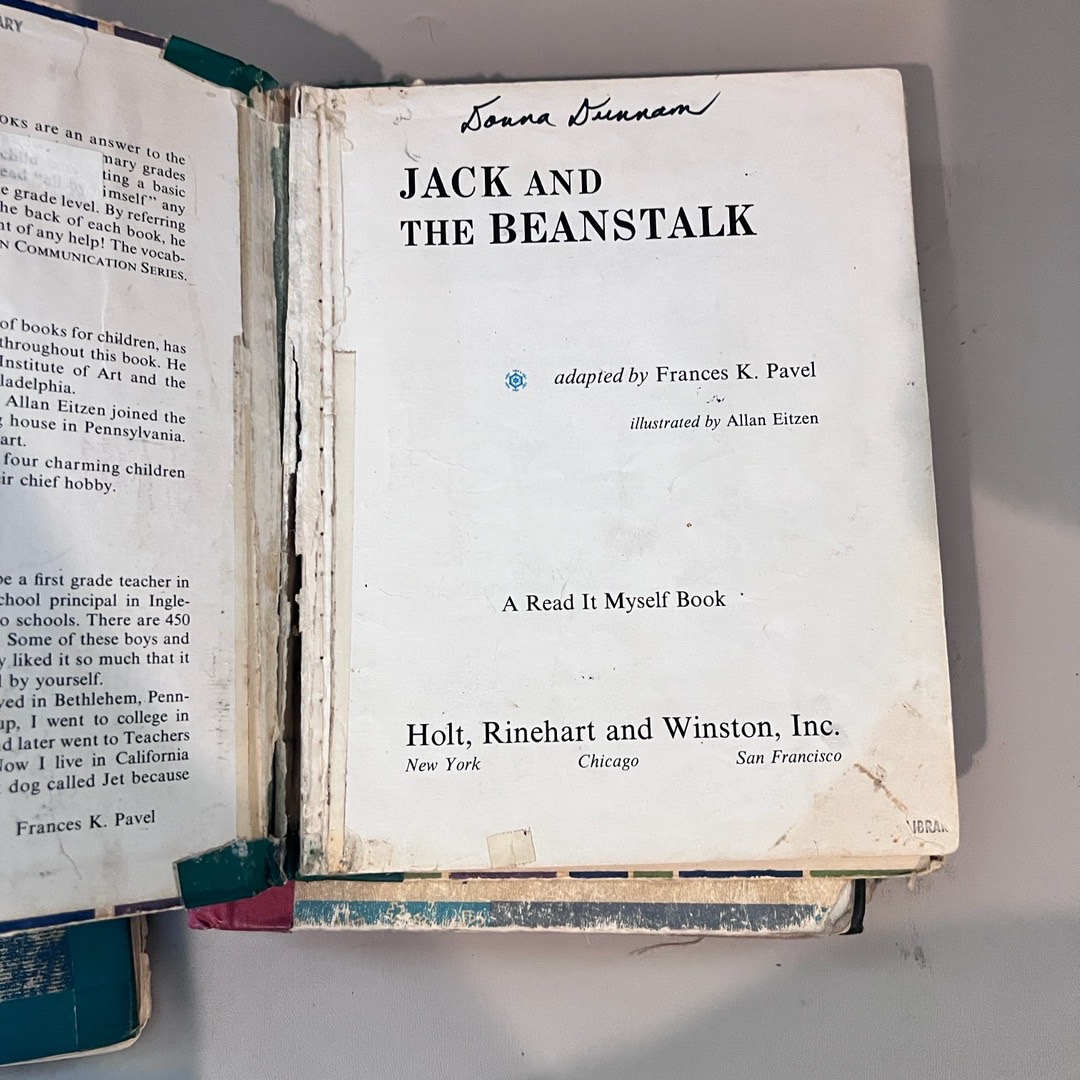 ARY
OKS are an answer to the
mary grades
ting a basic
imself" any
e grade level. By referring
he back of each book, he
nt of any help! The vocab-
N COMMUNICATION SERIES.
of books for children, has
throughout this book. He
Institute of Art and the
ladelphia.
Allan Eitzen joined the
house in Pennsylvania.
art.
four charming children
ir chief hobby.
be a first grade teacher in
chool principal in Ingle-
o schools. There are 450
Some of these boys and
y liked it so much that it
by yourself.
ved in Bethlehem, Penn-
up, I went to college in
d later went to Teachers
Now I live in California
dog called Jet because
Frances K. Pavel
Donna Dunnam
JACK AND
THE BEANSTALK
adapted by Frances K. Pavel
illustrated by Allan Eitzen
A Read It Myself Book
Holt, Rinehart and Winston, Inc.
New York Chicago San Francisco
LIBRAR